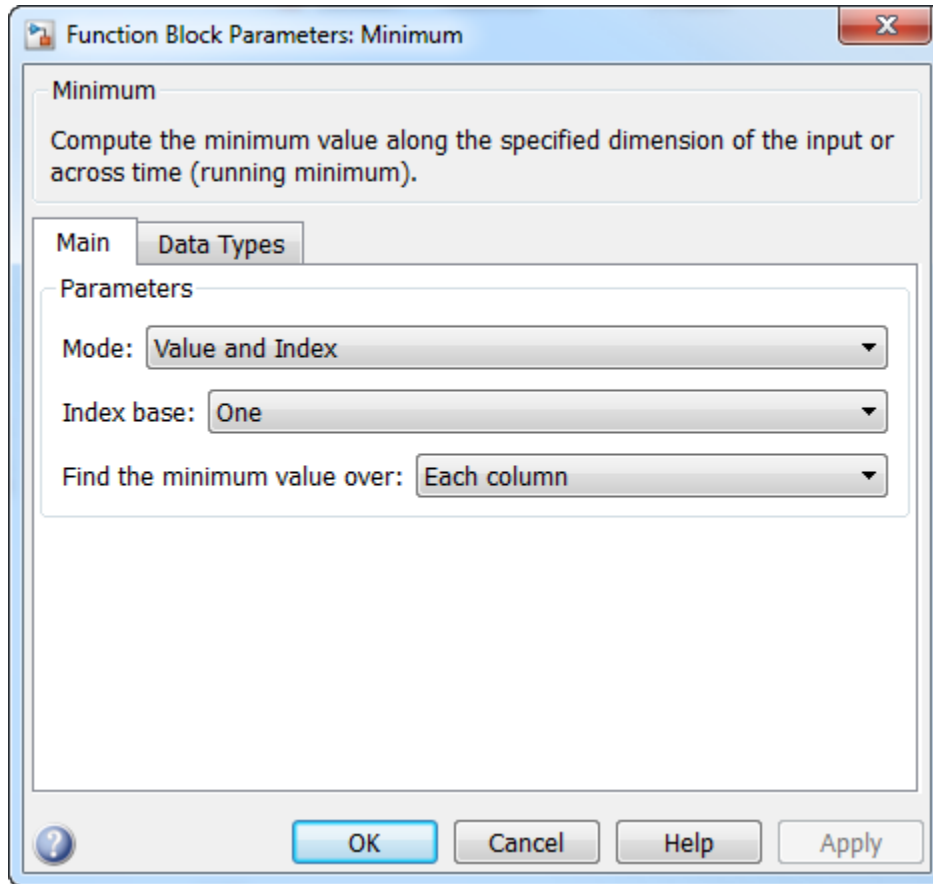 Function Block Parameters: Minimum
x
Minimum
Compute the minimum value along the specified dimension of the input or
across time (running minimum).
Main Data Types
Parameters
Mode: Value and Index
Index base: One
Find the minimum value over: Each column
? OK Cancel Help Apply